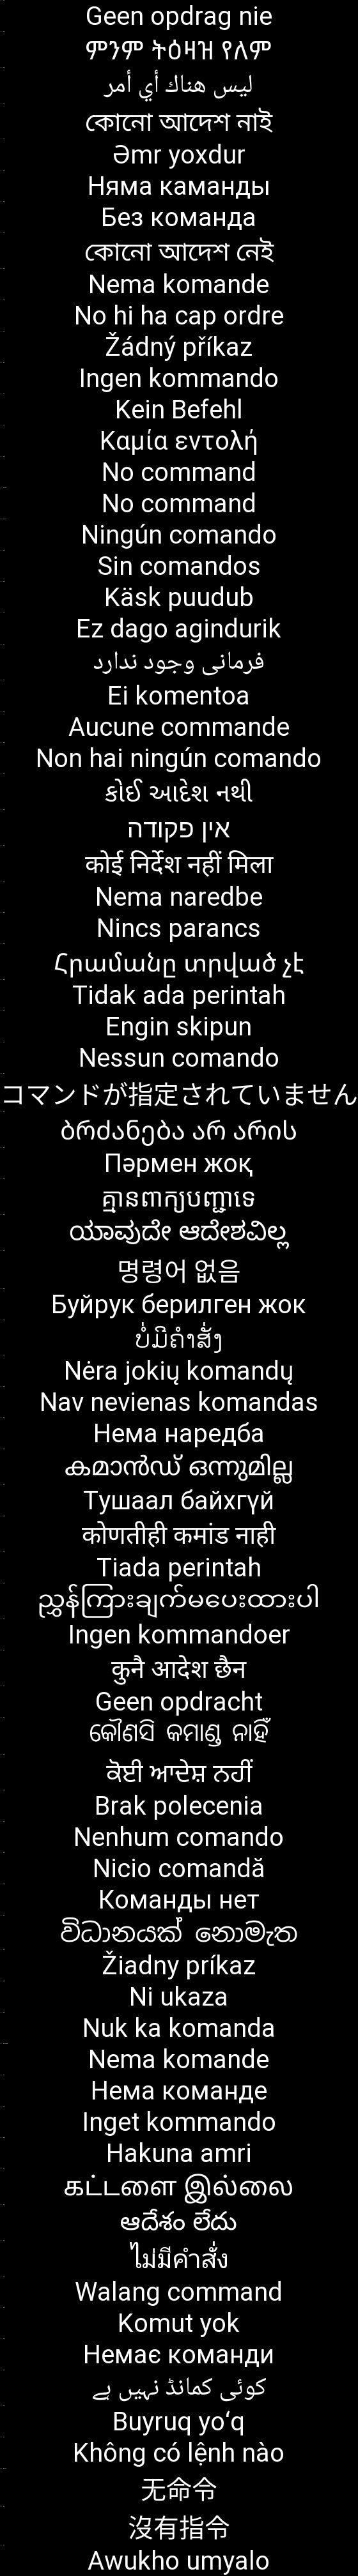 Geen opdrag nie
ምንም ትዕዛዝ የለም
ليس هناك أي أمر
কোনো আদেশ নাই
Əmr yoxdur
Няма каманды
Без команда
কোনো আদেশ নেই
Nema komande
No hi ha cap ordre
Žádný příkaz
Ingen kommando
Kein Befehl
Καμία εντολή
No command
No command
Ningún comando
Sin comandos
Käsk puudub
Ez dago agindurik
فرمانی وجود ندارد
Ei komentoa
Aucune commande
Non hai ningún comando
કોઈ આદેશ નથી
אין פקודה
कोई निर्देश नहीं मिला
Nema naredbe
Nincs parancs
Հրամանը տրված չէ
Tidak ada perintah
Engin skipun
Nessun comando
コマンドが指定されていません
ბრძანება არ არის
Пәрмен жоқ
គ្មានពាក្យបញ្ជាទេ
ಯಾವುದೇ ಆದೇಶವಿಲ್ಲ
명령어 없음
Буйрук берилген жок
ບໍ່ມີຄຳສັ່ງ
Nėra jokių komandų
Nav nevienas komandas
Нема наредба
കമാൻഡ് ഒന്നുമില്ല
Тушаал байхгүй
कोणतीही कमांड नाही
Tiada perintah
ညွှန်ကြားချက်မပေးထားပါ
Ingen kommandoer
कुनै आदेश छैन
Geen opdracht
କୌଣସି କମାଣ୍ଡ ନାହିଁ
ਕੋਈ ਆਦੇਸ਼ ਨਹੀਂ
Brak polecenia
Nenhum comando
Nicio comandă
Команды нет
විධානයක් නොමැත
Žiadny príkaz
Ni ukaza
Nuk ka komanda
Nema komande
Нема команде
Inget kommando
Hakuna amri
கட்டளை இல்லை
ఆదేశం లేదు
ไม่มีคำสั่ง
Walang command
Komut yok
Немає команди
کوئی کمانڈ نہیں ہے
Buyruq yo‘q
Không có lệnh nào
无命令
沒有指令
Awukho umyalo